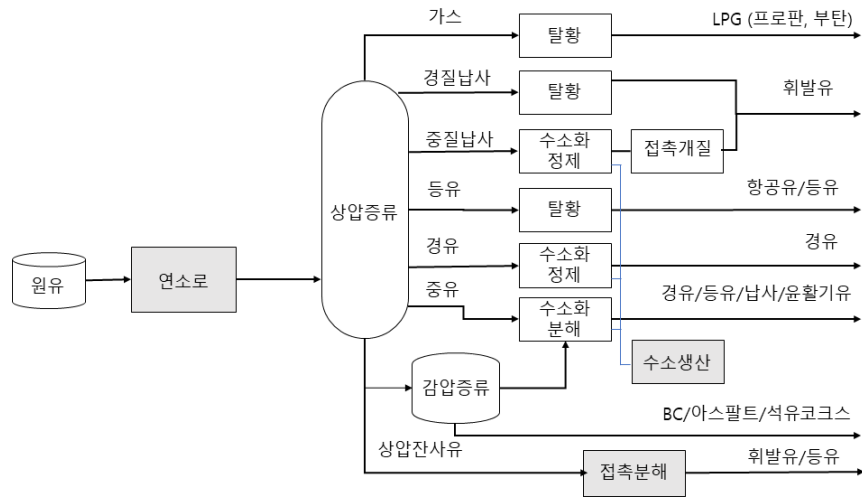 가스
탈황
LPG (프로판, 부탄)
경질납사
탈황
휘발유
중질납사
수소화
정제
접촉개질
등유
탈황
항공유/등유
상압증류
경유
수소화
정제
경유
원유
연소로
중유
수소화
분해
경유/등유/납사/윤활기유
수소생산
감압증류
BC/아스팔트/석유코크스
상압잔사유
접촉분해
휘발유/등유